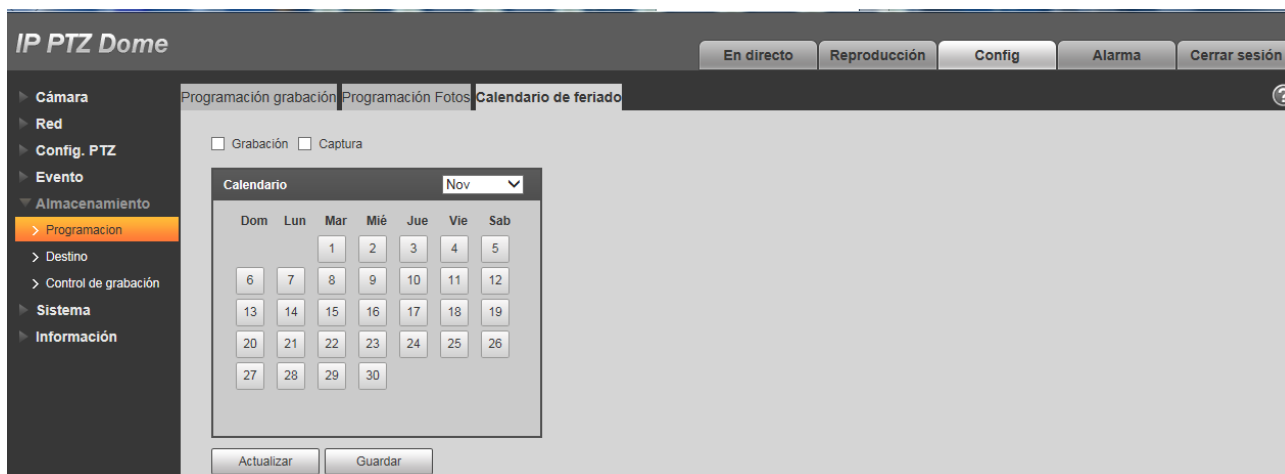 IP PTZ Dome
En directo Reproducción Config Alarma Cerrar sesión
Cámara
Red
Config. PTZ
Evento
Almacenamiento
Programacion
Destino
Control de grabación
Sistema
Información
Programación grabación Programación Fotos Calendario de feriado
?
Grabación Captura
Calendario Nov
Dom Lun Mar Mié Jue Vie Sab
1 2 3 4 5
6 7 8 9 10 11 12
13 14 15 16 17 18 19
20 21 22 23 24 25 26
27 28 29 30
Actualizar Guardar